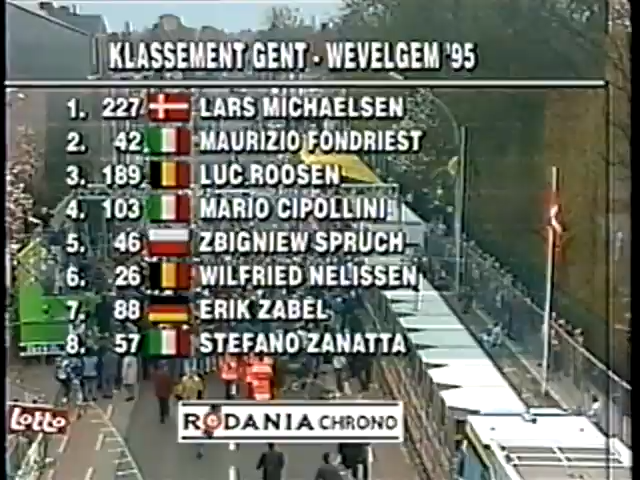 KLASSEMENT GENT - WEVELGEM '95
1. 227 LARS MICHAELSEN
2. 42 MAURIZIO FONDRIEST
3. 189 LUC ROOSEN
4. 103 MARIO CIPOLLINI
5. 46 ZBIGNIEW SPRUCH
6. 26 WILFRIED NELISSEN
7. 88 ERIK ZABEL
8. 57 STEFANO ZANATTA
Lotto
RODANIA CHRONO